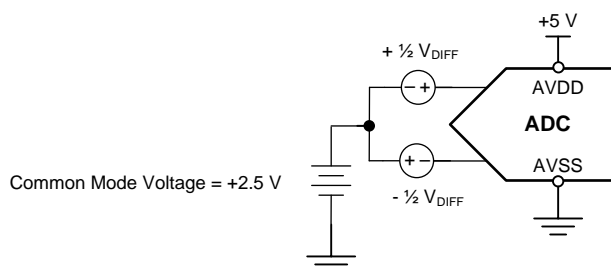 +5 V
+ ½ V_DIFF
AVDD
ADC
Common Mode Voltage = +2.5 V
AVSS
- ½ V_DIFF